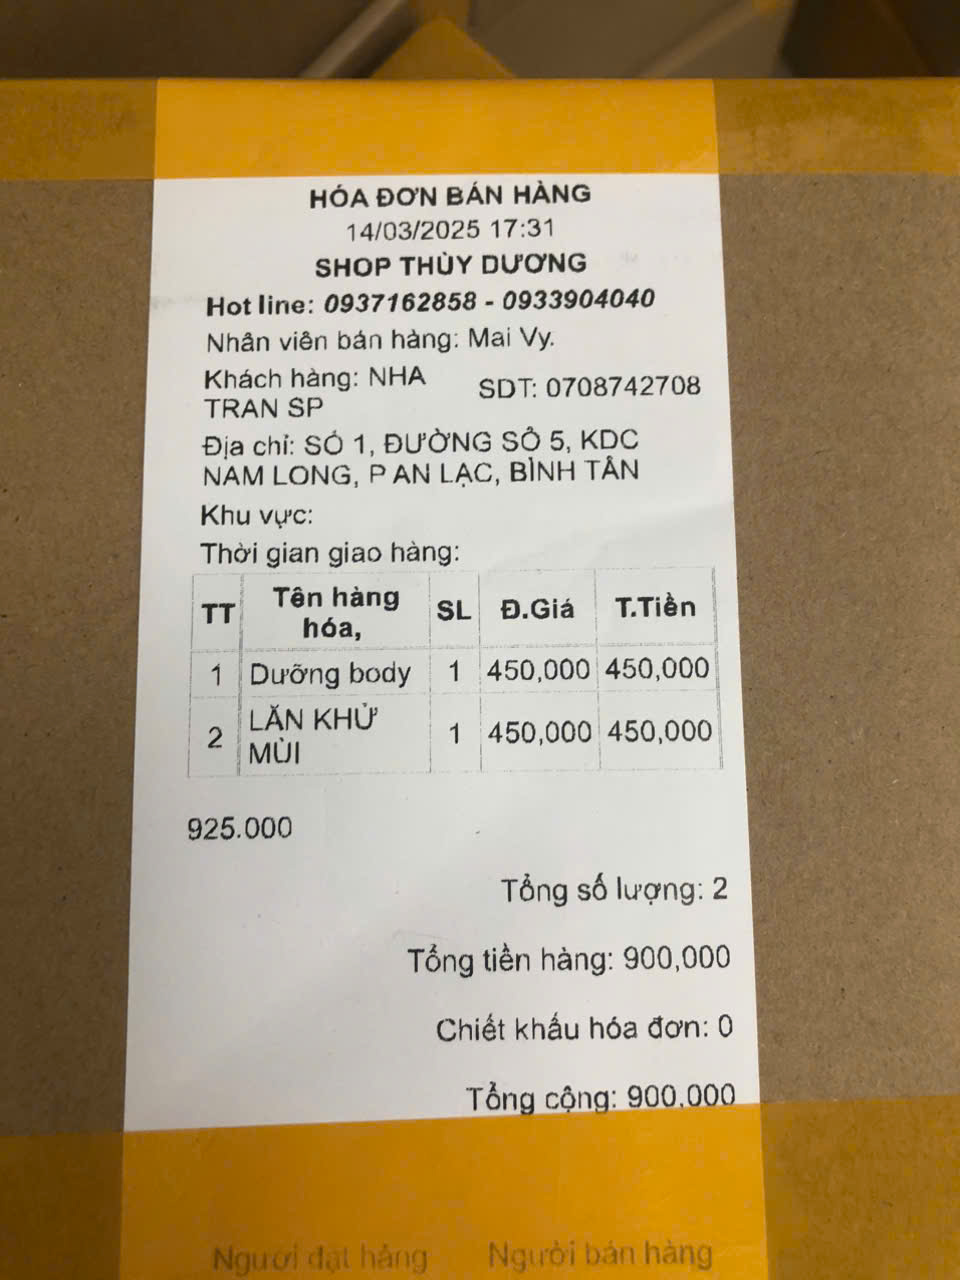 HÓA ĐƠN BÁN HÀNG
14/03/2025 17:31
SHOP THÙY DƯƠNG
Hot line: 0937162858 - 0933904040
Nhân viên bán hàng: Mai Vy.
Khách hàng: NHA TRAN SP SDT: 0708742708
Địa chỉ: SỐ 1, ĐƯỜNG SỐ 5, KDC
NAM LONG, P AN LẠC, BÌNH TÂN
Khu vực:
Thời gian giao hàng:
TT Tên hàng hóa, SL Đ.Giá T.Tiền
1 Dưỡng body 1 450,000 450,000
2 LĂN KHỬ MÙI 1 450,000 450,000
925.000
Tổng số lượng: 2
Tổng tiền hàng: 900,000
Chiết khấu hóa đơn: 0
Tổng cộng: 900,000
Người đặt hàng Người bán hàng